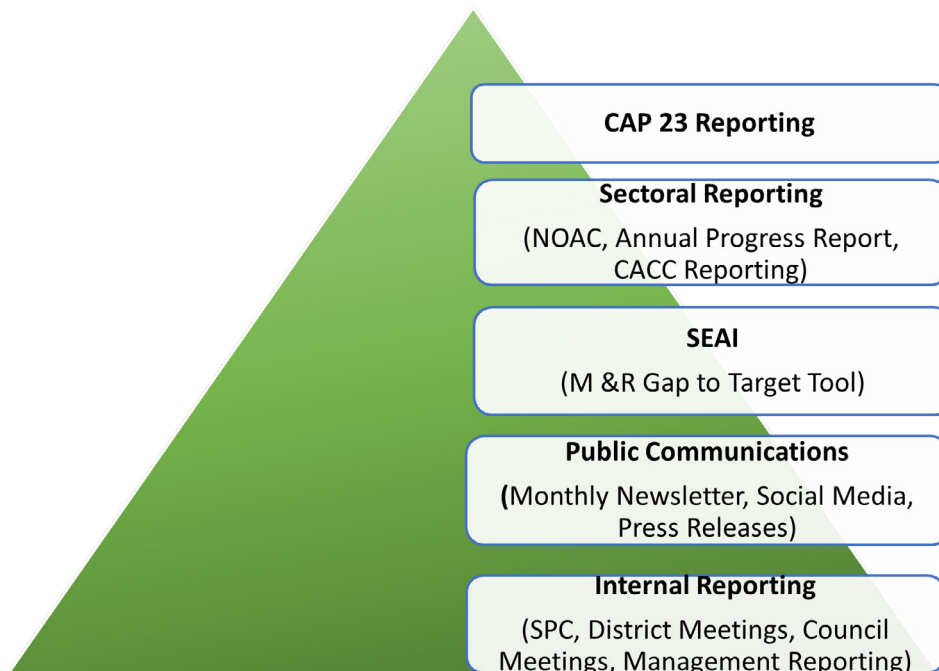 CAP 23 Reporting
Sectoral Reporting
(NOAC, Annual Progress Report,
CACC Reporting)
SEAI
(M &R Gap to Target Tool)
Public Communications
(Monthly Newsletter, Social Media,
Press Releases)
Internal Reporting
(SPC, District Meetings, Council
Meetings, Management Reporting)